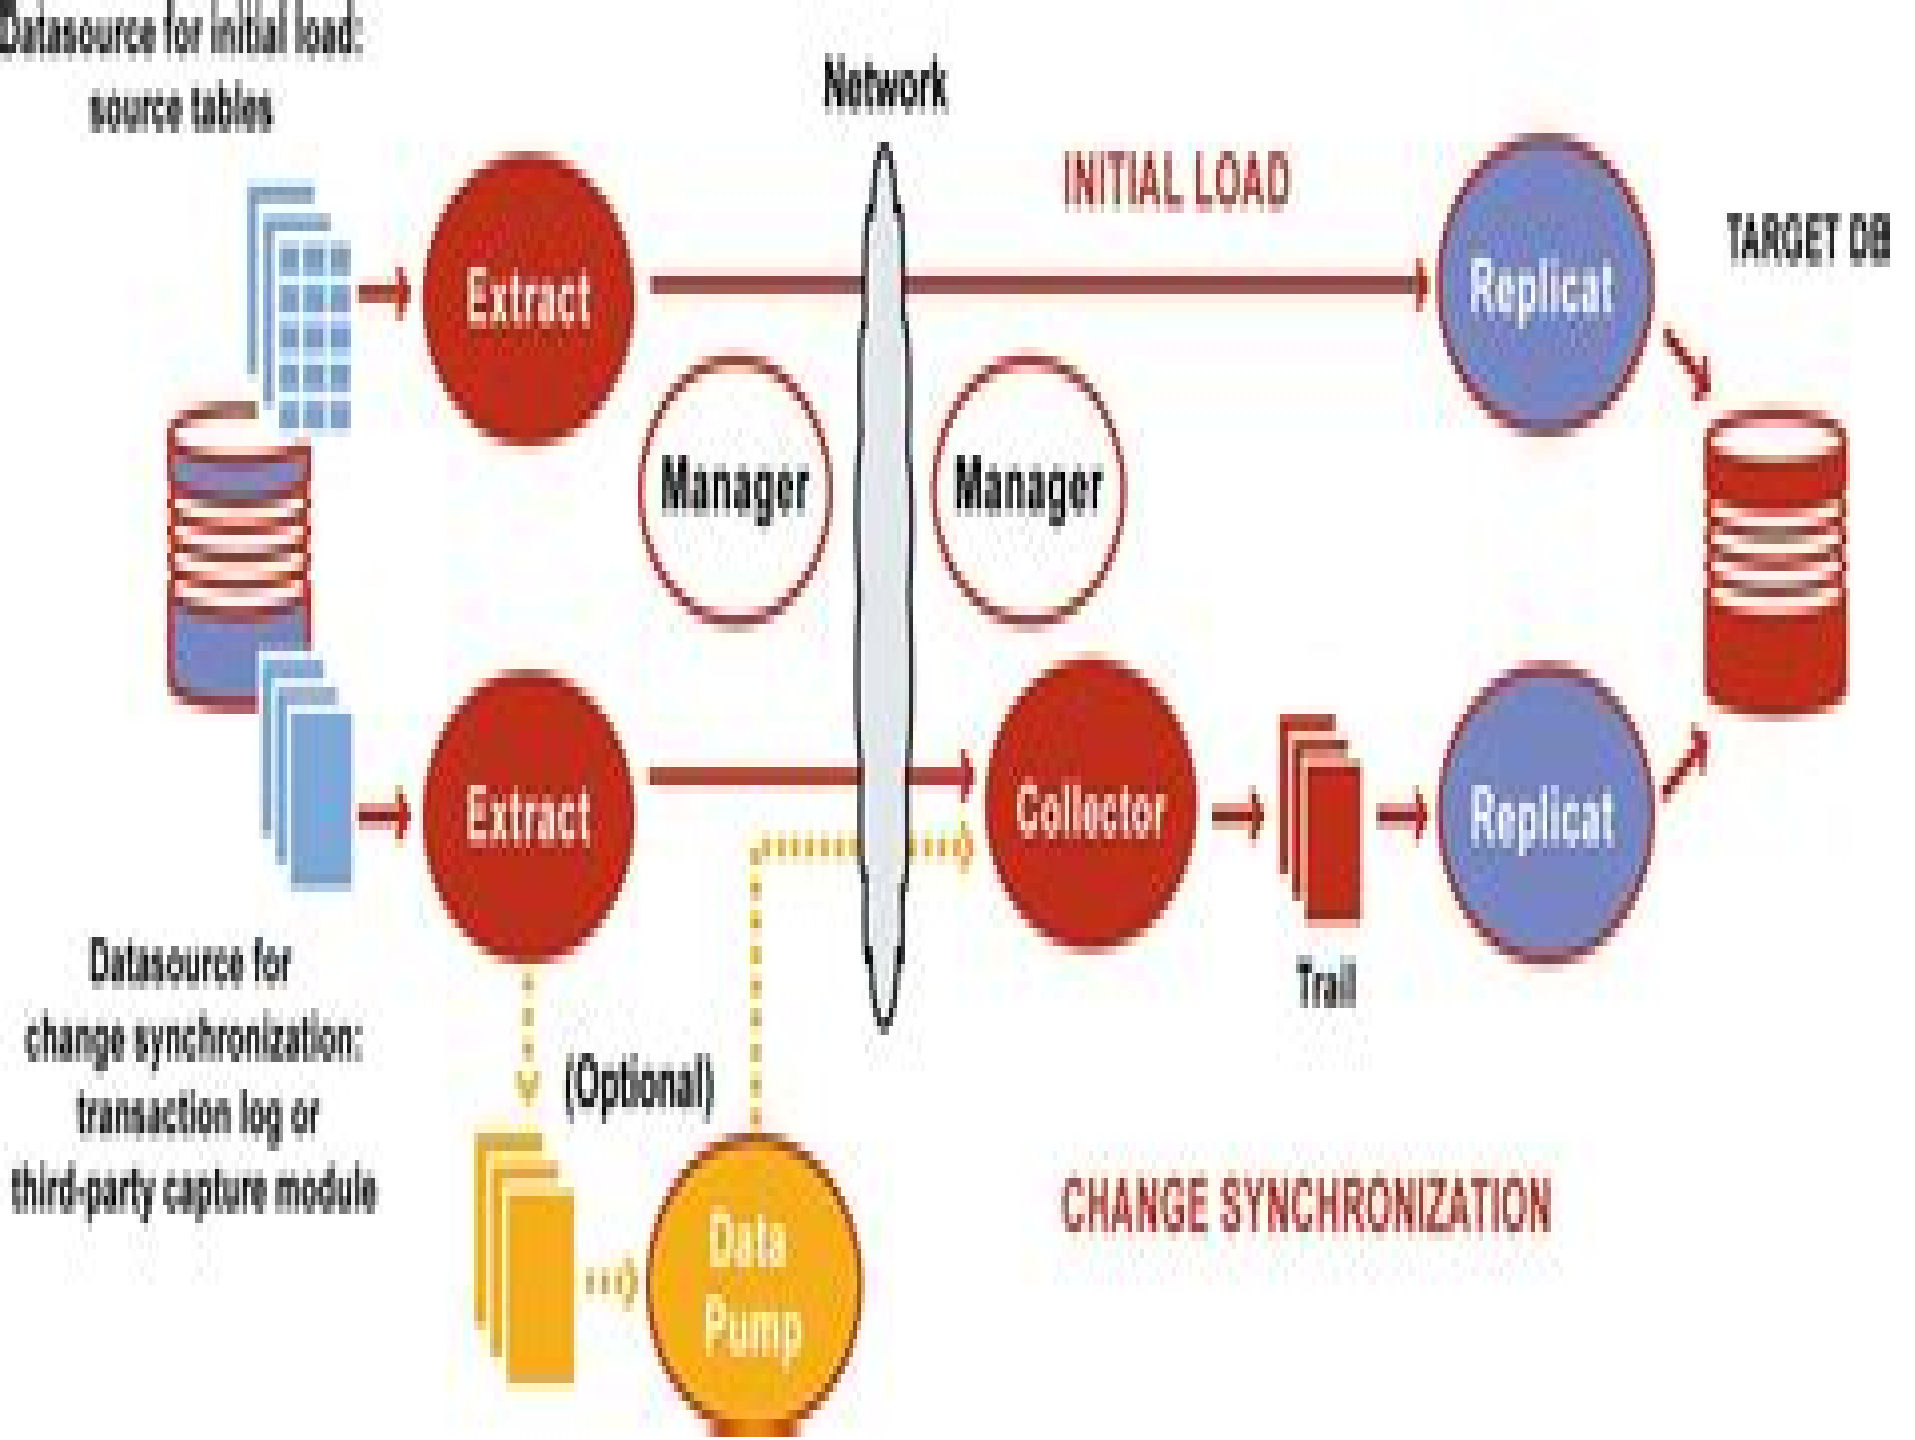 Datasource for initial load:
source tables
Network
INITIAL LOAD
TARGET DB
Extract
Replicat
Manager
Manager
Extract
Collector
Replicat
Trail
Datasource for
change synchronization:
transaction log or
third-party capture module
(Optional)
Data
Pump
CHANGE SYNCHRONIZATION